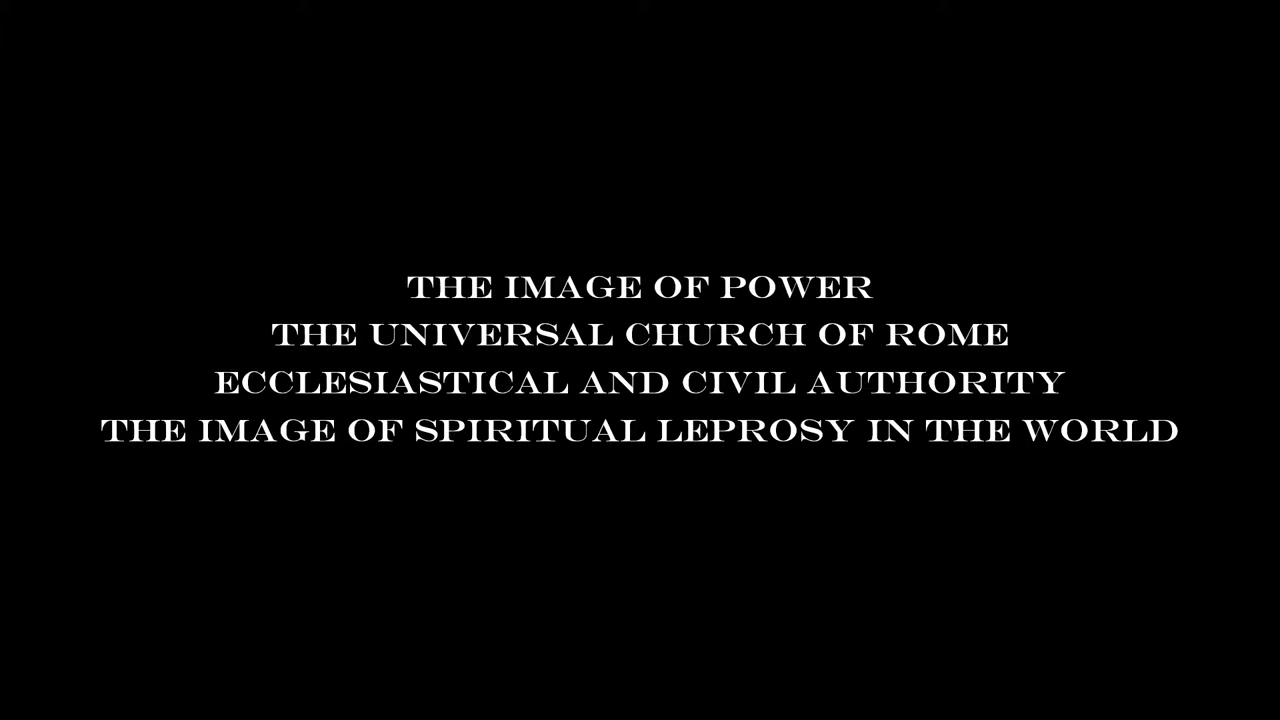 THE IMAGE OF POWER
THE UNIVERSAL CHURCH OF ROME
ECCLESIASTICAL AND CIVIL AUTHORITY
THE IMAGE OF SPIRITUAL LEPROSY IN THE WORLD